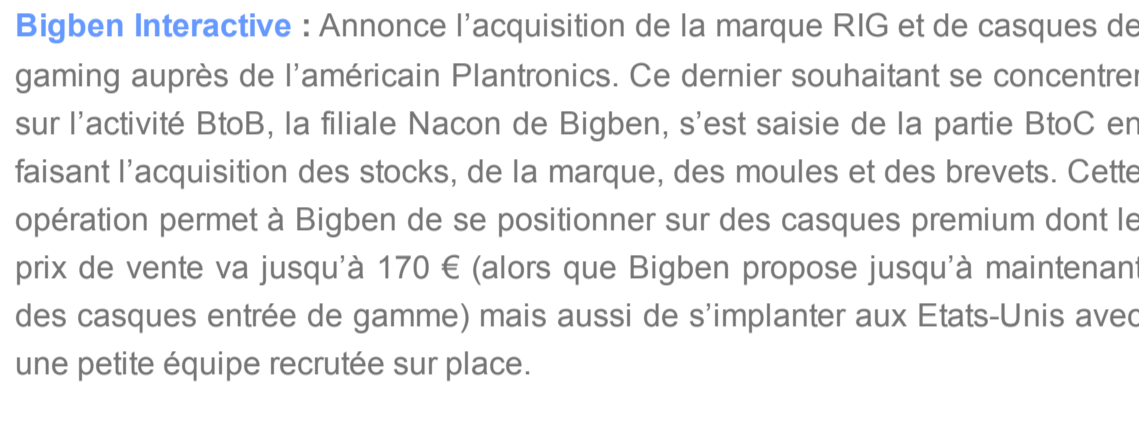 Bigben Interactive : Annonce l’acquisition de la marque RIG et de casques de
gaming auprès de l’américain Plantronics. Ce dernier souhaitant se concentrer
sur l’activité BtoB, la filiale Nacon de Bigben, s’est saisie de la partie BtoC en
faisant l’acquisition des stocks, de la marque, des moules et des brevets. Cette
opération permet à Bigben de se positionner sur des casques premium dont le
prix de vente va jusqu’à 170 € (alors que Bigben propose jusqu’à maintenant
des casques entrée de gamme) mais aussi de s’implanter aux Etats-Unis avec
une petite équipe recrutée sur place.